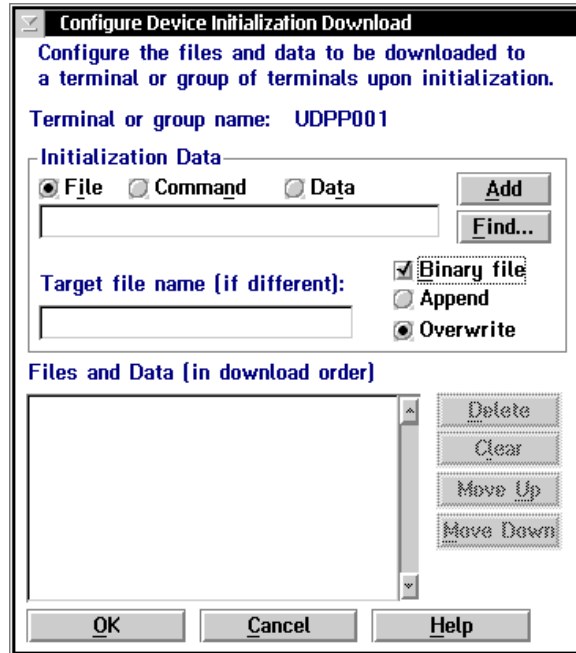 Configure Device Initialization Download
Configure the files and data to be downloaded to
a terminal or group of terminals upon initialization.
Terminal or group name: UDPP001
Initialization Data
File Command Data Add
Find...
Binary file
Target file name (if different):
Append
Overwrite
Files and Data (in download order)
Delete
Clear
Move Up
Move Down
OK Cancel Help